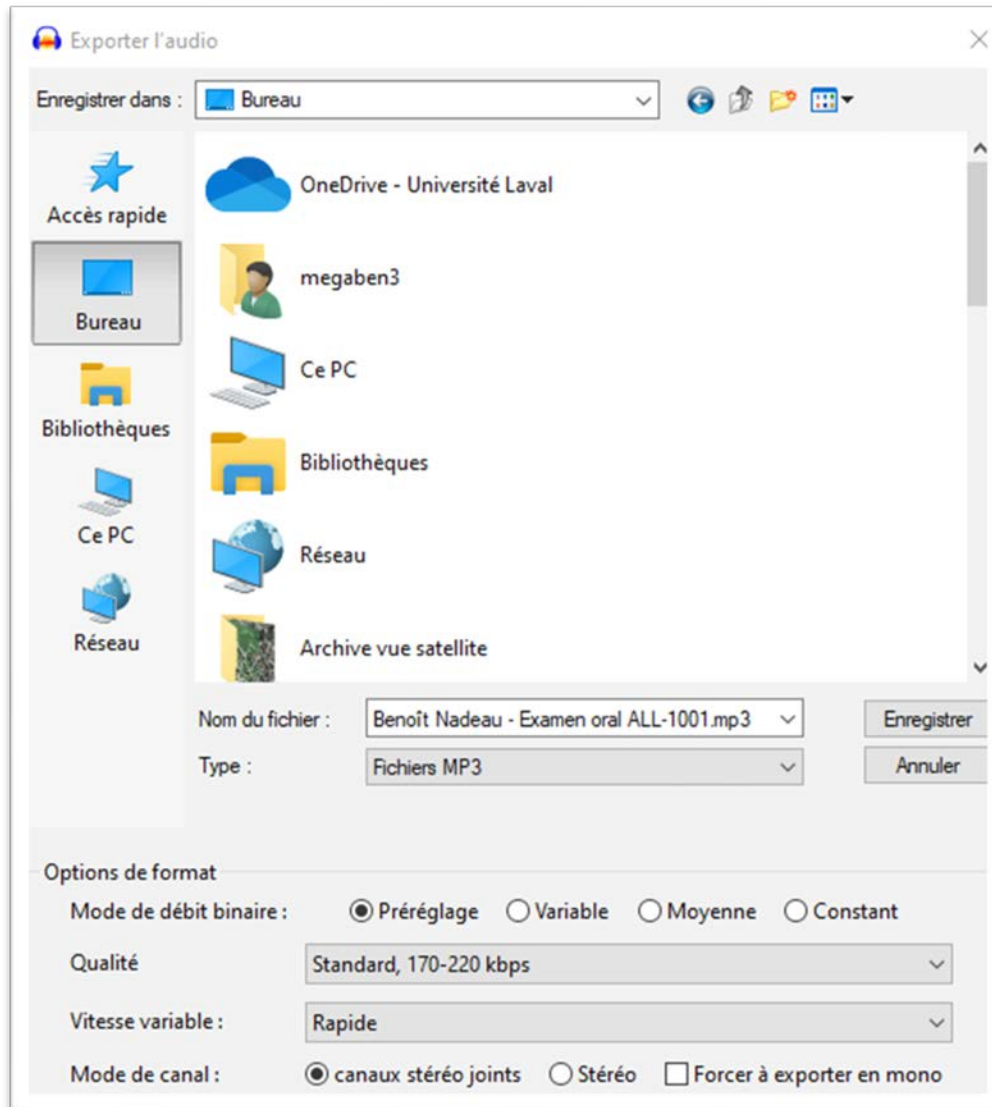 Exporter l'audio
Enregistrer dans : Bureau
Accès rapide
Bureau
Bibliothèques
Ce PC
Réseau
OneDrive - Université Laval
megaben3
Ce PC
Bibliothèques
Réseau
Archive vue satellite
Nom du fichier : Benoît Nadeau - Examen oral ALL-1001.mp3 Enregistrer
Type : Fichiers MP3 Annuler
Options de format
Mode de débit binaire : Préréglage Variable Moyenne Constant
Qualité Standard, 170-220 kbps
Vitesse variable : Rapide
Mode de canal : canaux stéréo joints Stéréo Forcer à exporter en mono